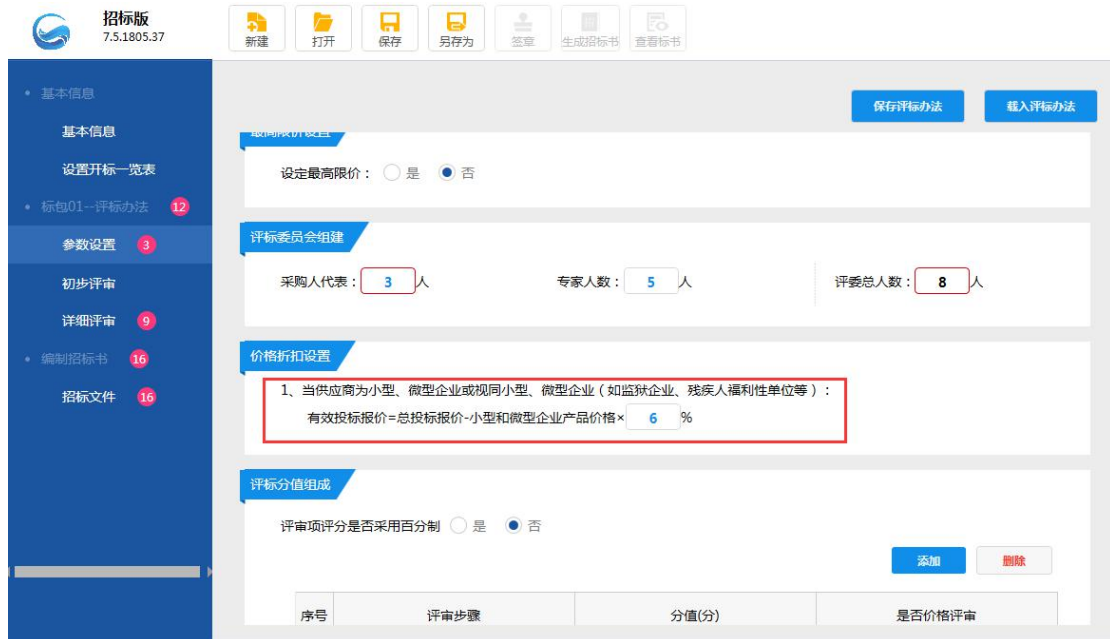 招标版
7.5.1805.37
新建
打开
保存
另存为
签章
生成招标书
查看标书
基本信息
基本信息
设置开标一览表
标包01--评标办法 12
参数设置 3
初步评审
详细评审 9
编制招标书 16
招标文件 16
保存评标办法
载入评标办法
最高限价设置
设定最高限价： 是 否
评标委员会组建
采购人代表： 3 人
专家人数： 5 人
评委总人数： 8 人
价格折扣设置
1、当供应商为小型、微型企业或视同小型、微型企业（如监狱企业、残疾人福利性单位等）：
有效投标报价=总投标报价-小型和微型企业产品价格× 6 %
评标分值组成
评审项评分是否采用百分制 是 否
添加
删除
序号 评审步骤 分值(分) 是否价格评审